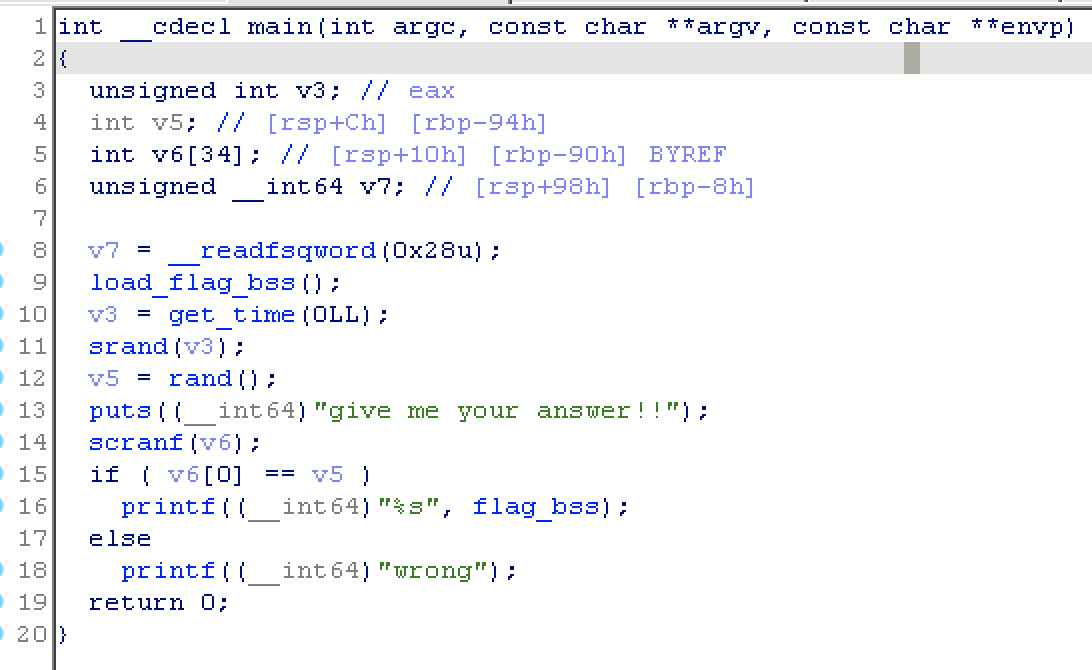 1 int __cdecl main(int argc, const char **argv, const char **envp)
2 {
3 unsigned int v3; // eax
4 int v5; // [rsp+Ch] [rbp-94h]
5 int v6[34]; // [rsp+10h] [rbp-90h] BYREF
6 unsigned __int64 v7; // [rsp+98h] [rbp-8h]
7
8 v7 = __readfsqword(0x28u);
9 load_flag_bss();
10 v3 = get_time(0LL);
11 srand(v3);
12 v5 = rand();
13 puts((__int64)"give me your answer!!");
14 scranf(v6);
15 if ( v6[0] == v5 )
16 printf((__int64)"%s", flag_bss);
17 else
18 printf((__int64)"wrong");
19 return 0;
20 }